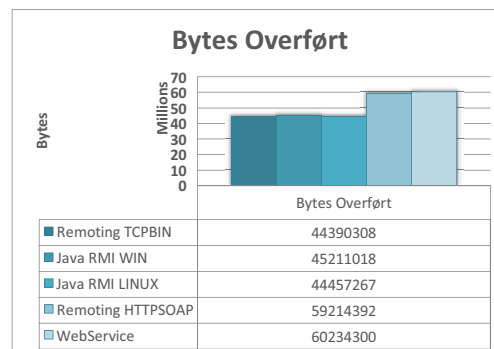 Bytes Overført
Bytes
Millions
70
60
50
40
30
20
10
0
Bytes Overført
Remoting TCPBIN 44390308
Java RMI WIN 45211018
Java RMI LINUX 44457267
Remoting HTTPSOAP 59214392
WebService 60234300